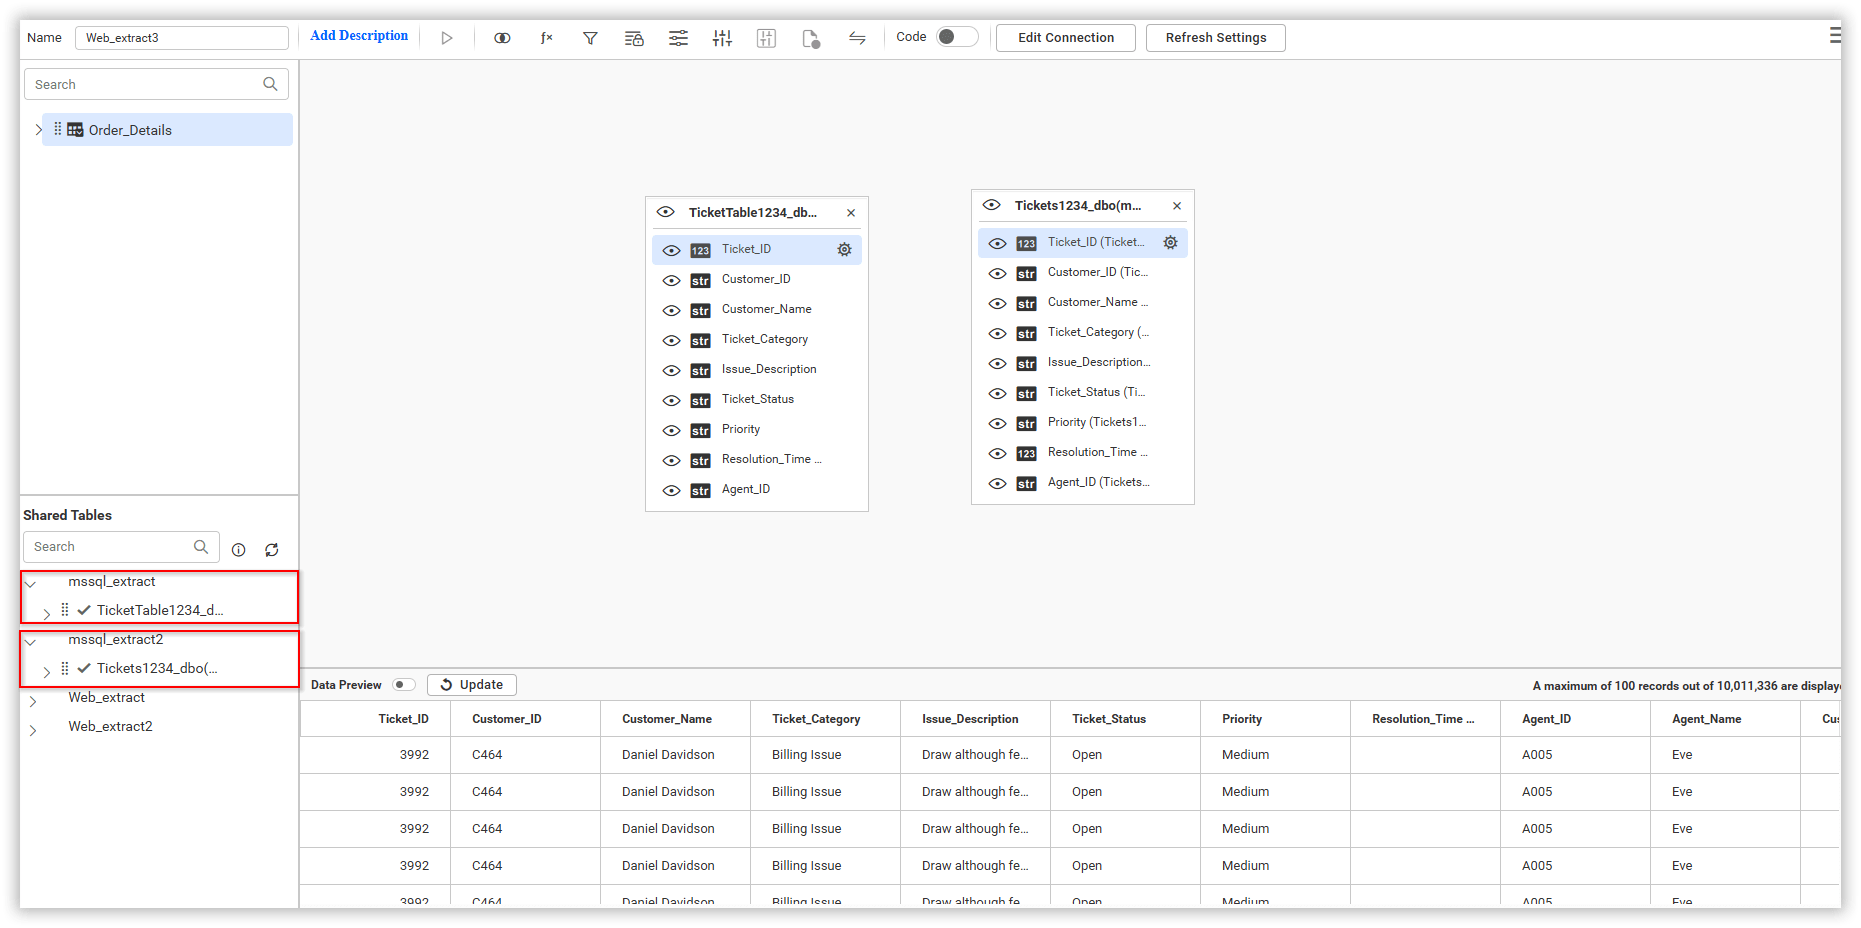 Name
Web_extract3
Add Description
Code
Edit Connection
Refresh Settings
Search
Order_Details
TicketTable1234_db...
123 Ticket_ID
str Customer_ID
str Customer_Name
str Ticket_Category
str Issue_Description
str Ticket_Status
str Priority
str Resolution_Time ...
str Agent_ID
Tickets1234_dbo(m...
123 Ticket_ID (Ticket...
str Customer_ID (Tic...
str Customer_Name ...
str Ticket_Category (...
str Issue_Description...
str Ticket_Status (Ti...
str Priority (Tickets1...
123 Resolution_Time ...
str Agent_ID (Tickets...
Shared Tables
Search
mssql_extract
TicketTable1234_d...
mssql_extract2
Tickets1234_dbo(...
Web_extract
Web_extract2
Data Preview
Update
A maximum of 100 records out of 10,011,336 are display
Ticket_ID Customer_ID Customer_Name Ticket_Category Issue_Description Ticket_Status Priority Resolution_Time ... Agent_ID Agent_Name
3992 C464 Daniel Davidson Billing Issue Draw although fe... Open Medium A005 Eve
3992 C464 Daniel Davidson Billing Issue Draw although fe... Open Medium A005 Eve
3992 C464 Daniel Davidson Billing Issue Draw although fe... Open Medium A005 Eve
3992 C464 Daniel Davidson Billing Issue Draw although fe... Open Medium A005 Eve
3992 C464 Daniel Davidson Billing Issue Draw although fe... Open Medium A005 Eve